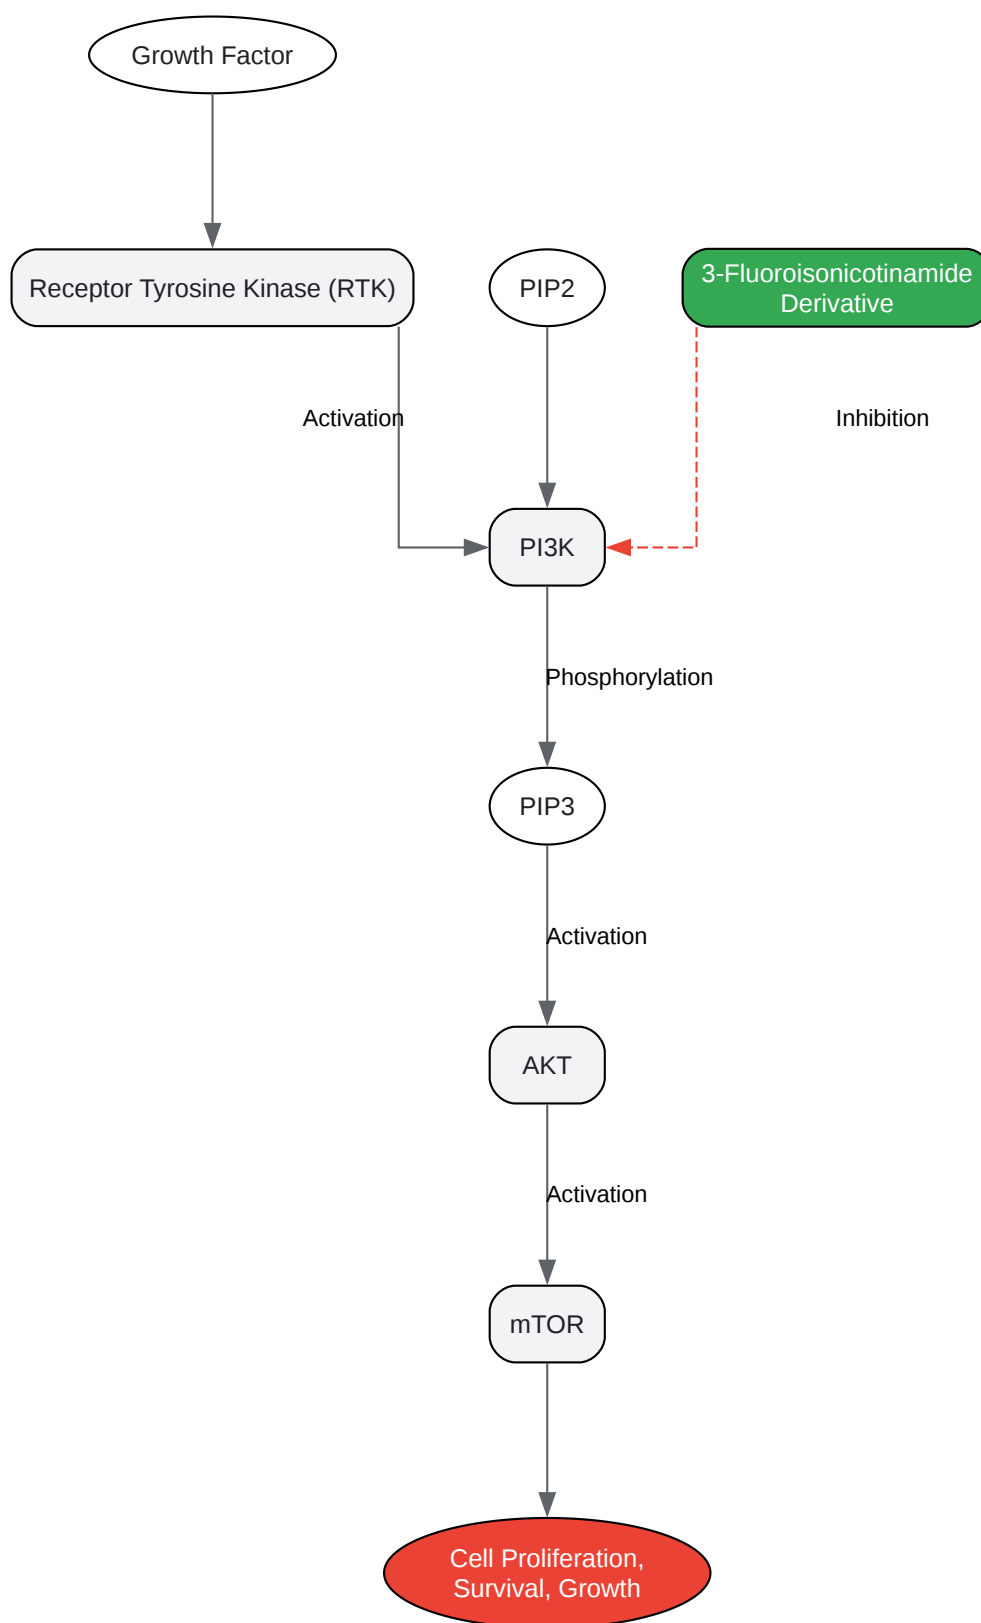 Growth Factor
Receptor Tyrosine Kinase (RTK)
PIP2
3-Fluoroisonicotinamide
Derivative
Activation
Inhibition
PI3K
Phosphorylation
PIP3
Activation
AKT
Activation
mTOR
Cell Proliferation,
Survival, Growth